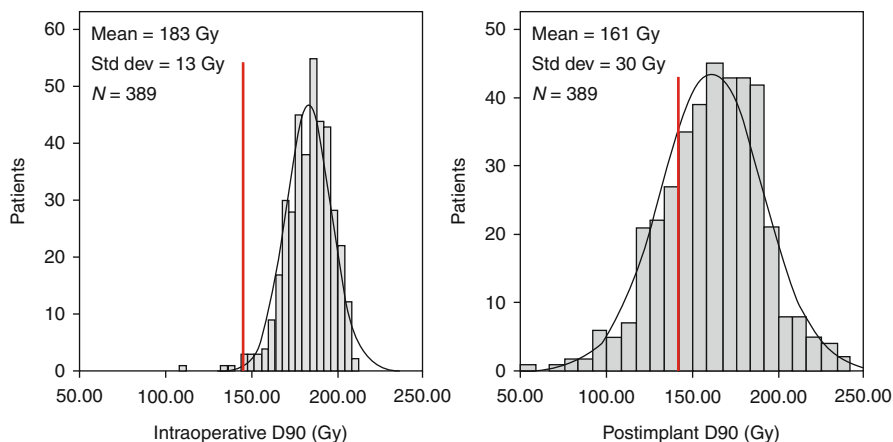 60
50
40
30
20
10
0
Patients
Mean = 183 Gy
Std dev = 13 Gy
N = 389
50.00 100.00 150.00 200.00 250.00
Intraoperative D90 (Gy)
50
40
30
20
10
0
Patients
Mean = 161 Gy
Std dev = 30 Gy
N = 389
50.00 100.00 150.00 200.00 250.00
Postimplant D90 (Gy)